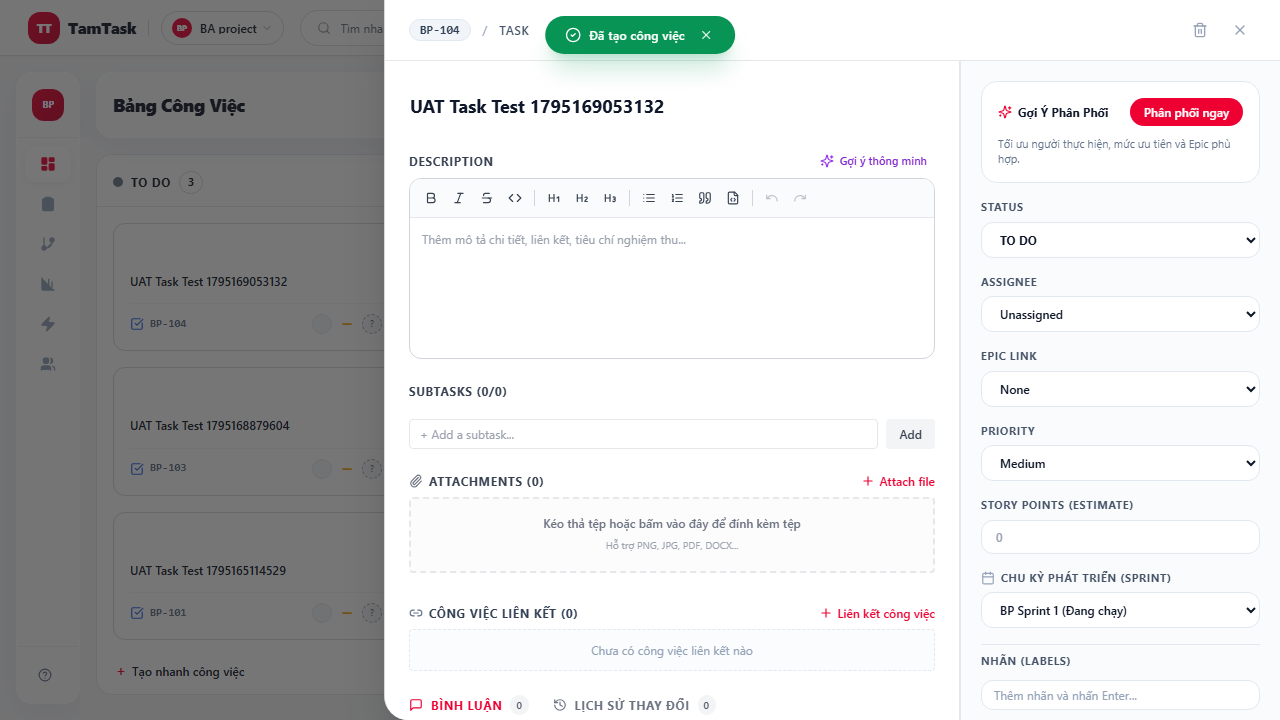 TT TamTask
BP BA project
Tìm nha
BP
Bảng Công Việc
TO DO 3
UAT Task Test 1795169053132
BP-104 ?
UAT Task Test 1795168879604
BP-103 ?
UAT Task Test 1795165114529
BP-101 ?
+ Tạo nhanh công việc
BP-104 / TASK
Đã tạo công việc
UAT Task Test 1795169053132
DESCRIPTION
Gợi ý thông minh
H1 H2 H3
Thêm mô tả chi tiết, liên kết, tiêu chí nghiệm thu...
SUBTASKS (0/0)
+ Add a subtask...
Add
ATTACHMENTS (0)
+ Attach file
Kéo thả tệp hoặc bấm vào đây để đính kèm tệp
Hỗ trợ PNG, JPG, PDF, DOCX...
CÔNG VIỆC LIÊN KẾT (0)
+ Liên kết công việc
Chưa có công việc liên kết nào
BÌNH LUẬN 0
LỊCH SỬ THAY ĐỔI 0
Gợi Ý Phân Phối
Phân phối ngay
Tối ưu người thực hiện, mức ưu tiên và Epic phù
hợp.
STATUS
TO DO
ASSIGNEE
Unassigned
EPIC LINK
None
PRIORITY
Medium
STORY POINTS (ESTIMATE)
0
CHU KỲ PHÁT TRIỂN (SPRINT)
BP Sprint 1 (Đang chạy)
NHÃN (LABELS)
Thêm nhãn và nhấn Enter...